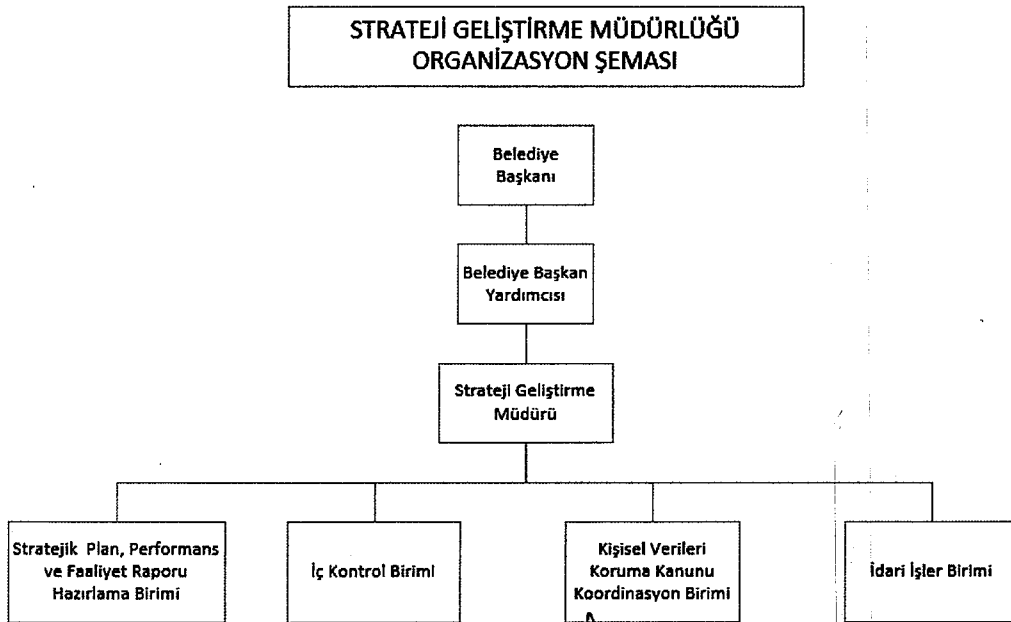 STRATEJİ GELİŞTİRME MÜDÜRLÜĞÜ
ORGANİZASYON ŞEMASI
Belediye
Başkanı
Belediye Başkan
Yardımcısı
Strateji Geliştirme
Müdürü
Stratejik Plan, Performans
ve Faaliyet Raporu
Hazırlama Birimi
İç Kontrol Birimi
Kişisel Verileri
Koruma Kanunu
Koordinasyon Birimi
İdari İşler Birimi